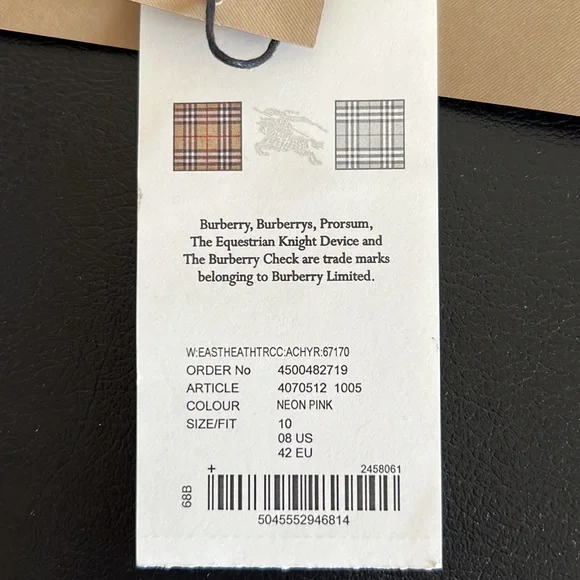 Burberry, Burberrys, Prorsum,
The Equestrian Knight Device and
The Burberry Check are trade marks
belonging to Burberry Limited.
W:EASTHEATHTRCC:ACHYR:67170
ORDER No 4500482719
ARTICLE 4070512 1005
COLOUR NEON PINK
SIZE/FIT 10
08 US
42 EU
+ 2458061
68B
5045552946814